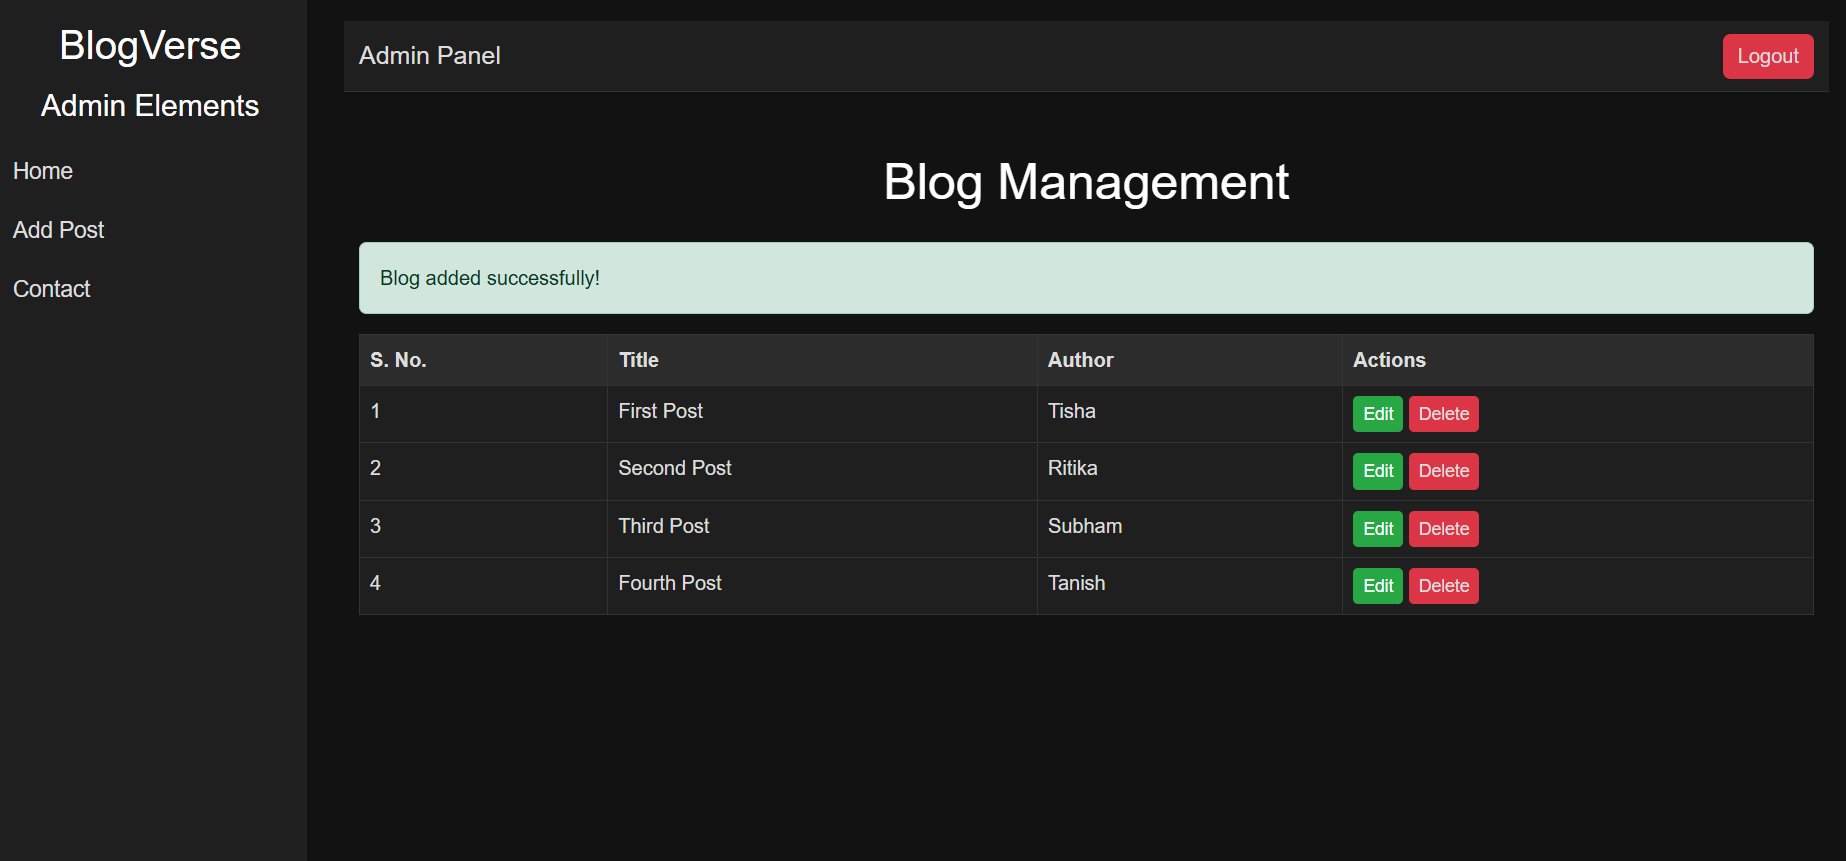 BlogVerse
Admin Elements
Home
Add Post
Contact
Admin Panel
Logout
Blog Management
Blog added successfully!
S. No. Title Author Actions
1 First Post Tisha Edit Delete
2 Second Post Ritika Edit Delete
3 Third Post Subham Edit Delete
4 Fourth Post Tanish Edit Delete